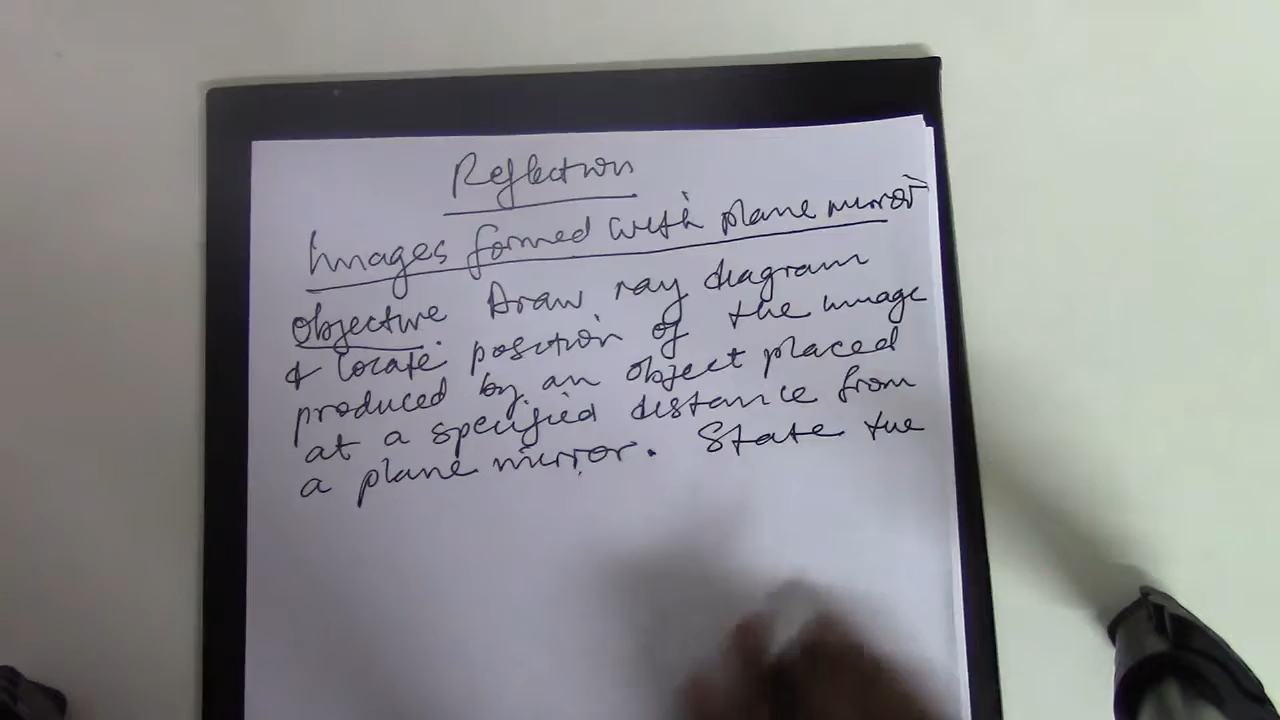 Reflection
Images formed with plane mirror
Objective. Draw ray diagram
& locate position of the image
produced by an object placed
at a specified distance from
a plane mirror. State the